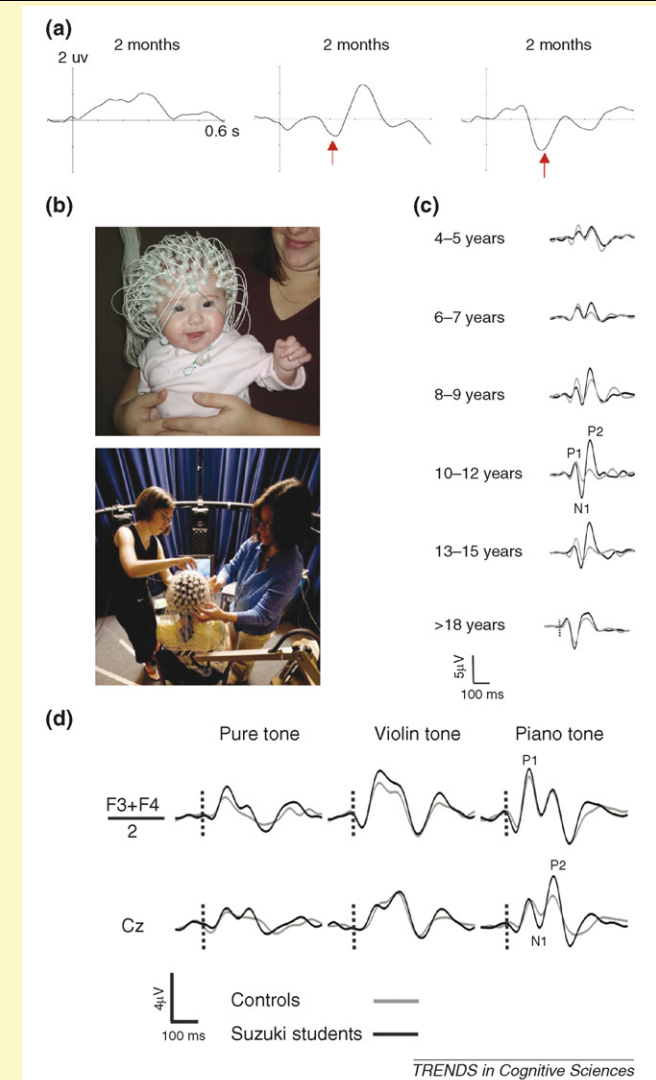 (a)
2 months
2 months
2 months
2 uv
0.6 s
(b)
(c)
4–5 years
6–7 years
8–9 years
P2
P1
10–12 years
N1
13–15 years
>18 years
5μV
100 ms
(d)
Pure tone
Violin tone
Piano tone
P1
F3+F4
2
P2
Cz
N1
4μV
100 ms
Controls
Suzuki students
TRENDS in Cognitive Sciences